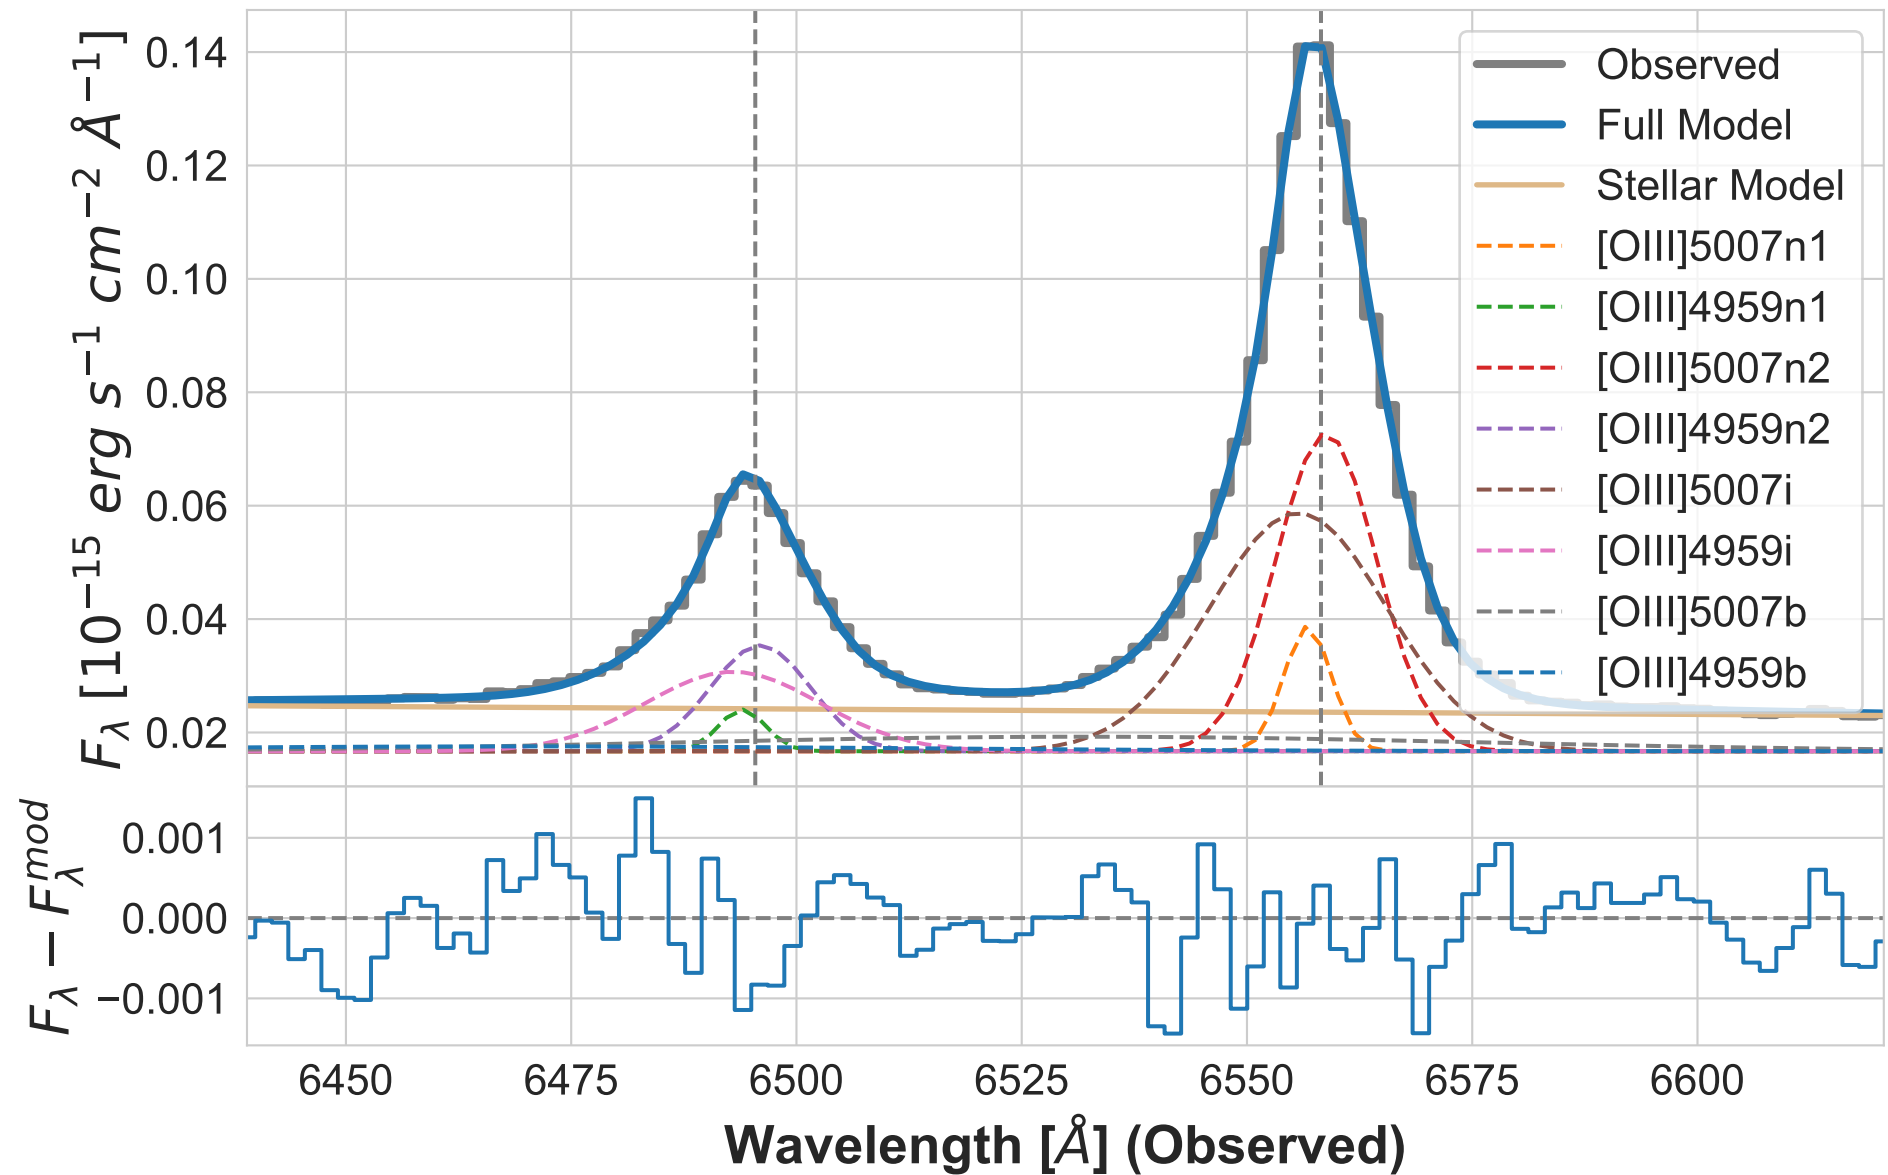 F_λ [10^−15 erg s^−1 cm^−2 Å^−1]
0.14
0.12
0.10
0.08
0.06
0.04
0.02
Observed
Full Model
Stellar Model
[OIII]5007n1
[OIII]4959n1
[OIII]5007n2
[OIII]4959n2
[OIII]5007i
[OIII]4959i
[OIII]5007b
[OIII]4959b
F_λ − F_λ^mod
0.001
0.000
−0.001
6450 6475 6500 6525 6550 6575 6600
Wavelength [Å] (Observed)